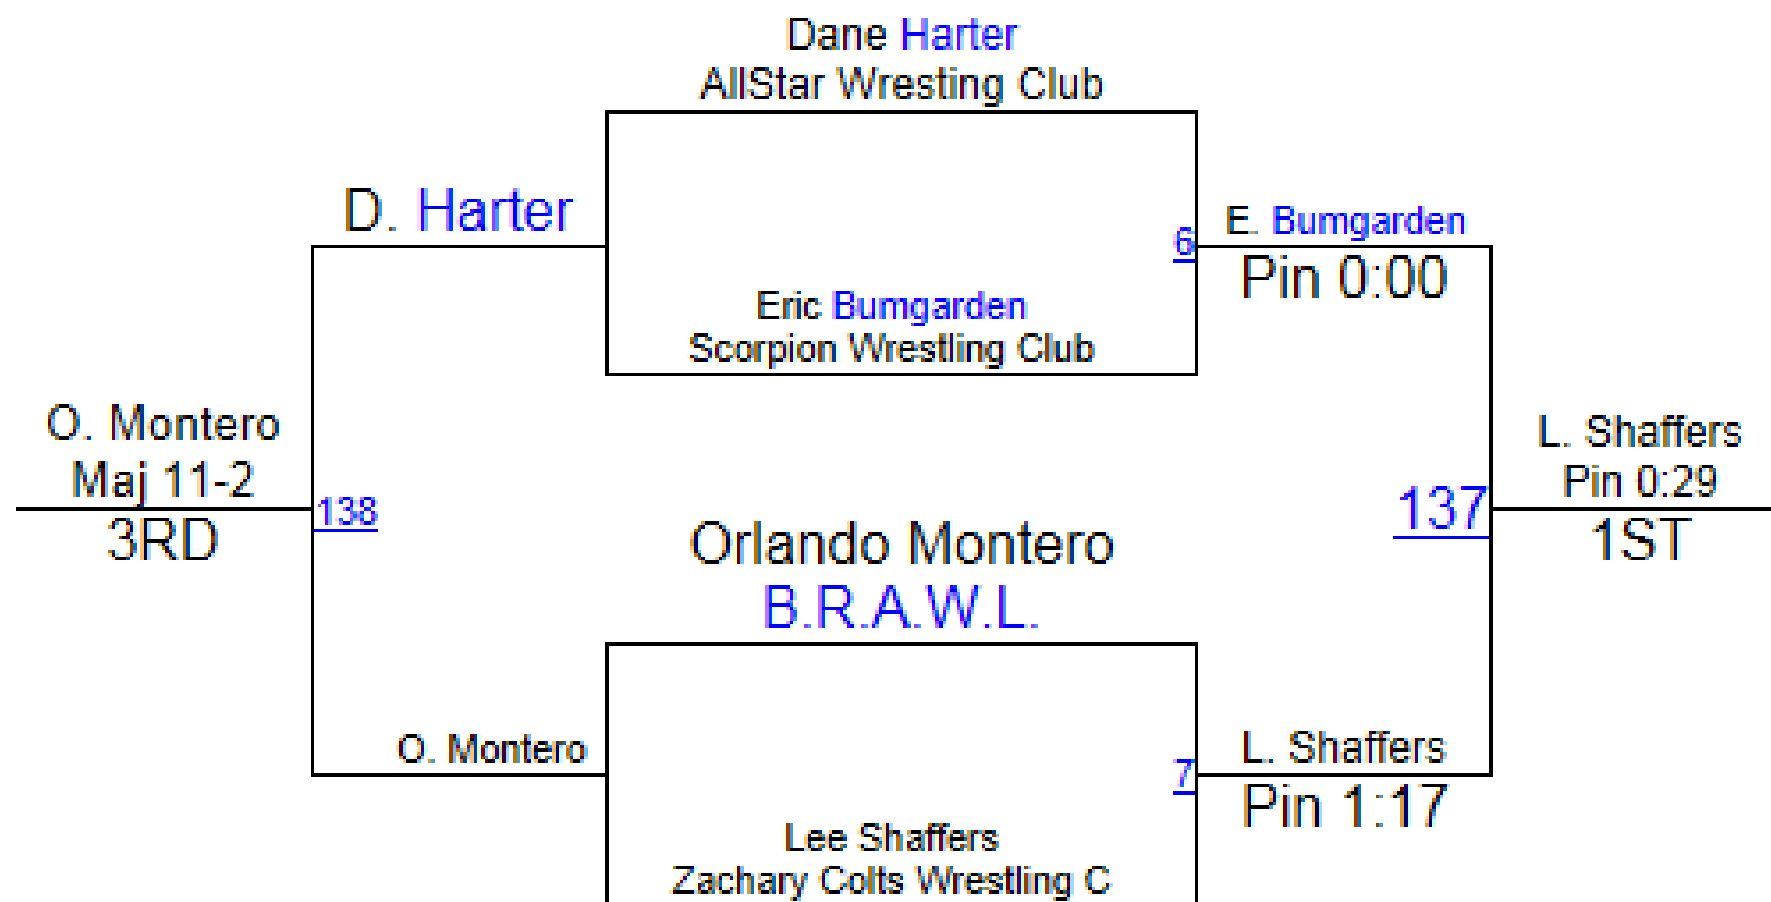 Dane Harter
AllStar Wresting Club
D. Harter
6
E. Bumgarden
Pin 0:00
Eric Bumgarden
Scorpion Wrestling Club
O. Montero
Maj 11-2
3RD
138
L. Shaffers
Pin 0:29
1ST
137
Orlando Montero
B.R.A.W.L.
O. Montero
7
L. Shaffers
Pin 1:17
Lee Shaffers
Zachary Colts Wrestling C